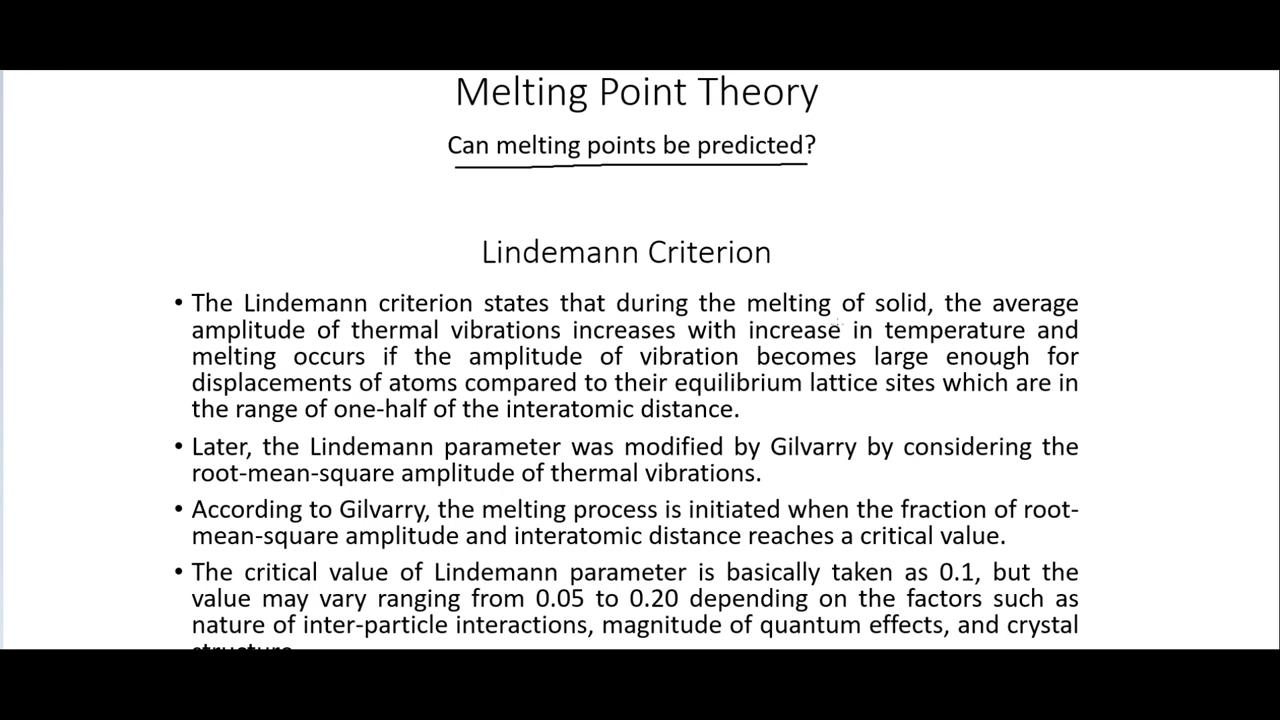 Melting Point Theory
Can melting points be predicted?
Lindemann Criterion
• The Lindemann criterion states that during the melting of solid, the average
amplitude of thermal vibrations increases with increase in temperature and
melting occurs if the amplitude of vibration becomes large enough for
displacements of atoms compared to their equilibrium lattice sites which are in
the range of one-half of the interatomic distance.
• Later, the Lindemann parameter was modified by Gilvarry by considering the
root-mean-square amplitude of thermal vibrations.
• According to Gilvarry, the melting process is initiated when the fraction of root-
mean-square amplitude and interatomic distance reaches a critical value.
• The critical value of Lindemann parameter is basically taken as 0.1, but the
value may vary ranging from 0.05 to 0.20 depending on the factors such as
nature of inter-particle interactions, magnitude of quantum effects, and crystal